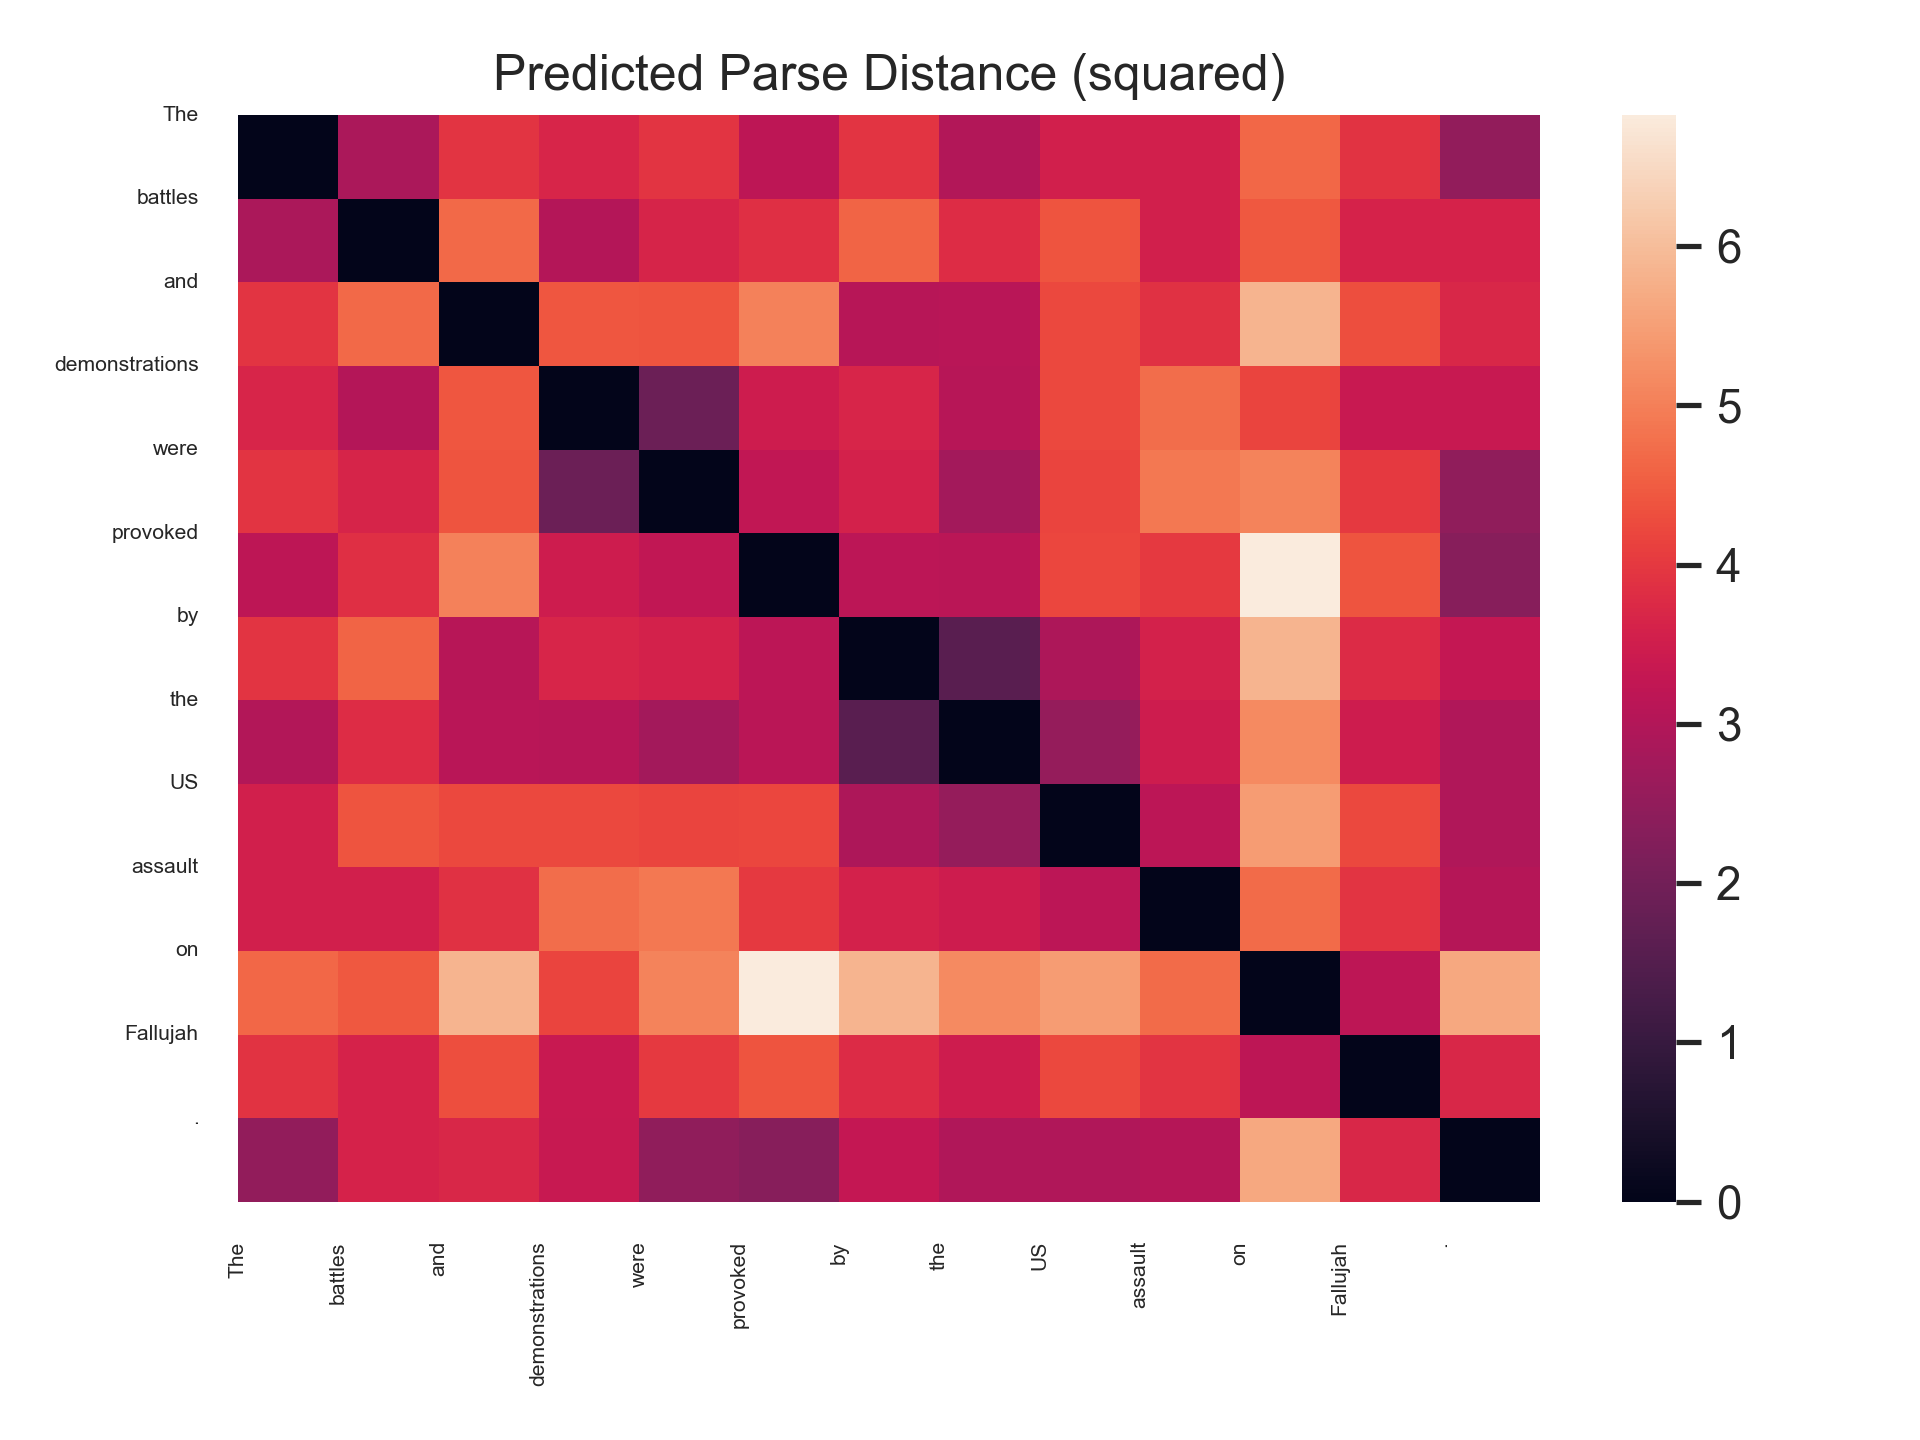 Predicted Parse Distance (squared)
The
battles
and
demonstrations
were
provoked
by
the
US
assault
on
Fallujah
.
6
5
4
3
2
1
0
The
battles
and
demonstrations
were
provoked
by
the
US
assault
on
Fallujah
.